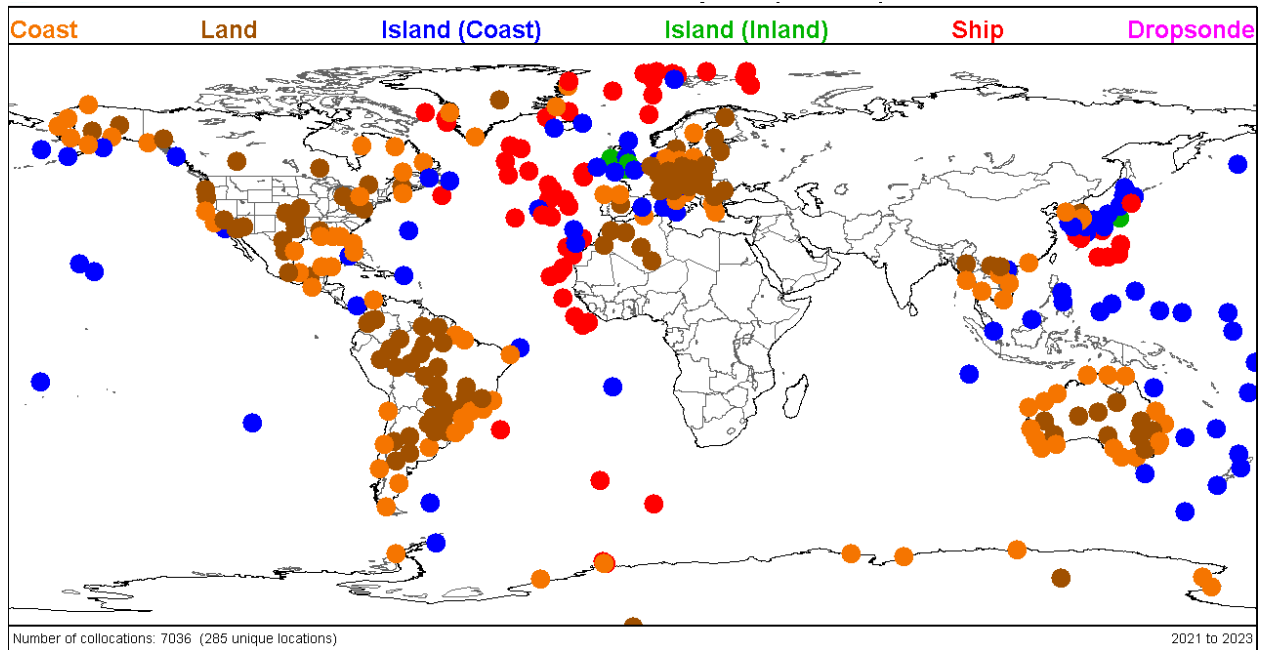 Coast Land Island (Coast) Island (Inland) Ship Dropsonde
Number of collocations: 7036 (285 unique locations) 2021 to 2023